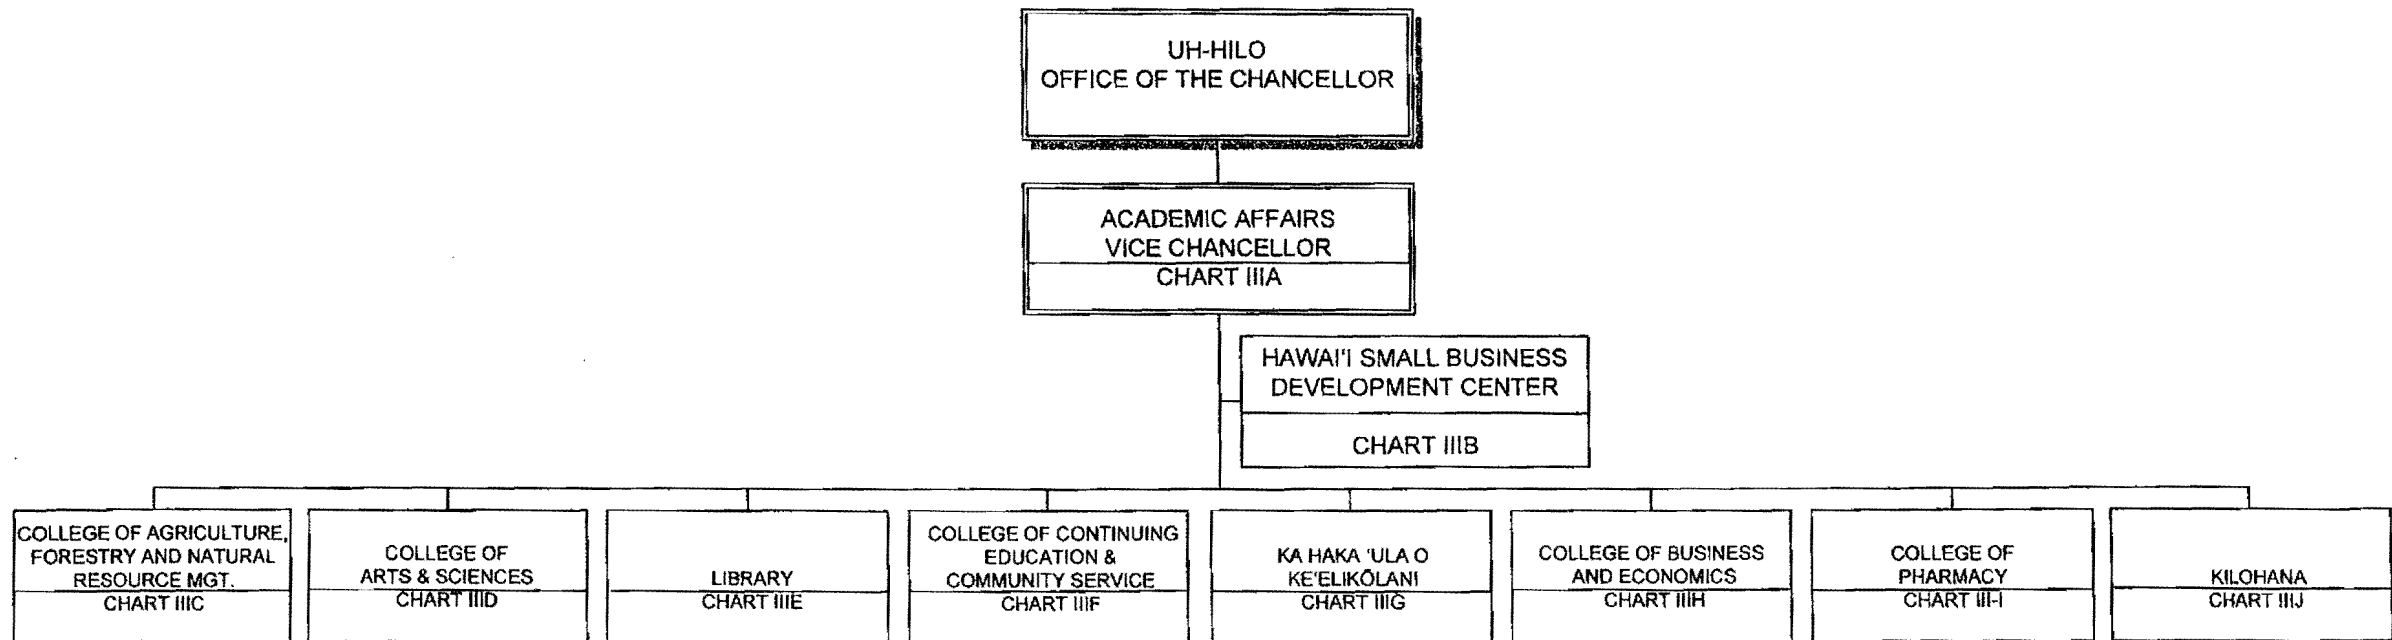 UH-HILO
OFFICE OF THE CHANCELLOR
ACADEMIC AFFAIRS
VICE CHANCELLOR
CHART IIIA
HAWAI'I SMALL BUSINESS
DEVELOPMENT CENTER
CHART IIIB
COLLEGE OF AGRICULTURE,
FORESTRY AND NATURAL
RESOURCE MGT.
CHART IIIC
COLLEGE OF
ARTS & SCIENCES
CHART IIID
LIBRARY
CHART IIIE
COLLEGE OF CONTINUING
EDUCATION &
COMMUNITY SERVICE
CHART IIIF
KA HAKA 'ULA O
KE'ELIKŌLANI
CHART IIIG
COLLEGE OF BUSINESS
AND ECONOMICS
CHART IIIH
COLLEGE OF
PHARMACY
CHART III-I
KILOHANA
CHART IIIJ